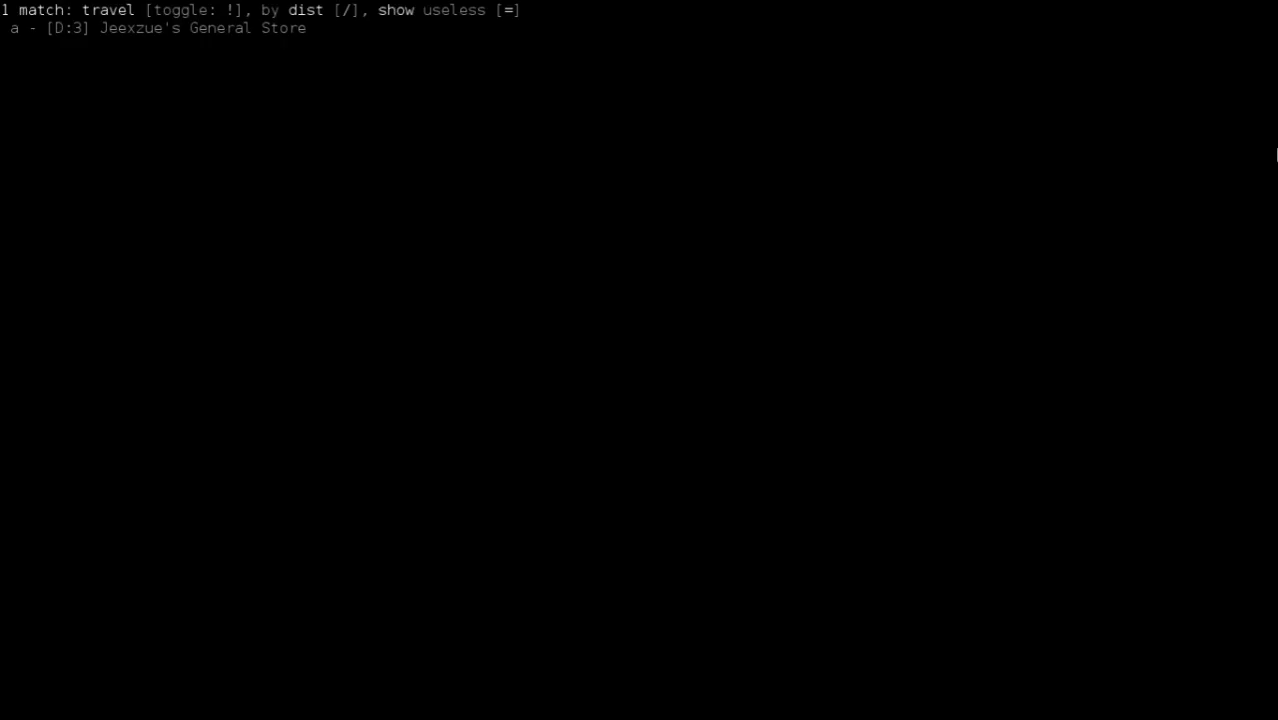 1 match: travel [toggle: !], by dist [/], show useless [=]
a - [D:3] Jeexzue's General Store